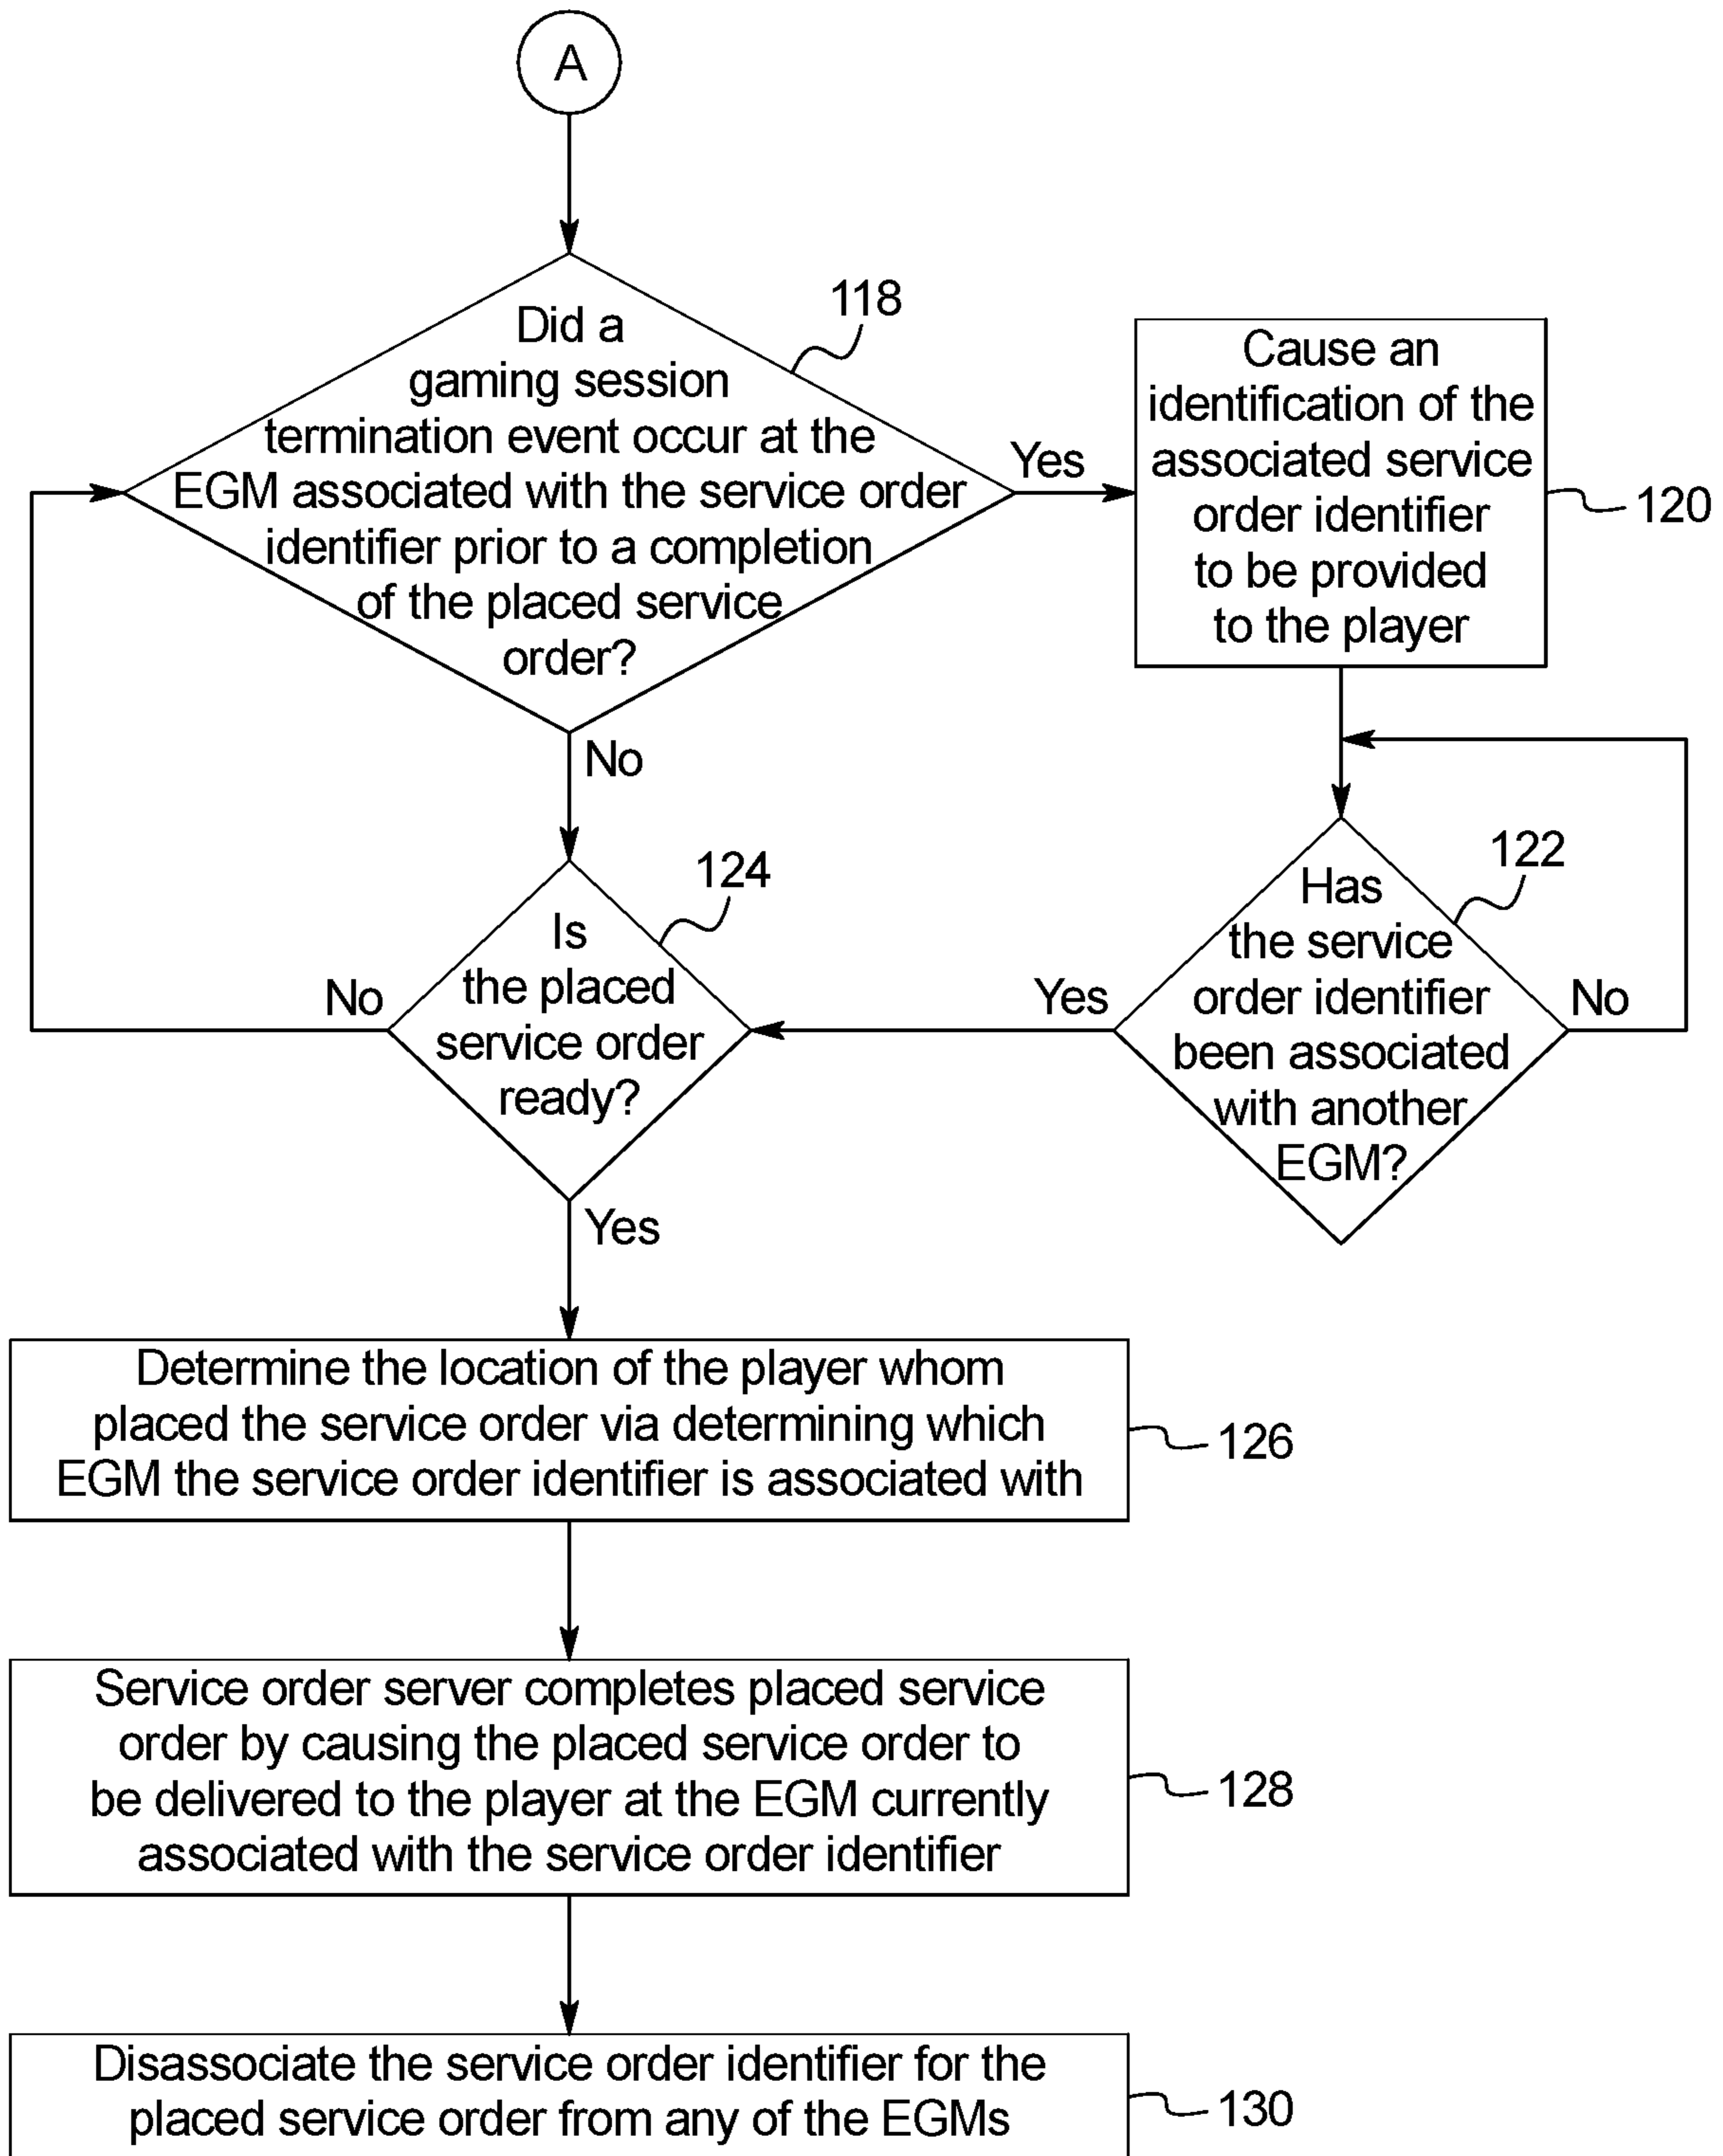 A
Did a
gaming session
termination event occur at the
EGM associated with the service order
identifier prior to a completion
of the placed service
order?
118
Yes
No
Cause an
identification of the
associated service
order identifier
to be provided
to the player
120
Has
the service
order identifier
been associated
with another
EGM?
122
Yes
No
Is
the placed
service order
ready?
124
No
Yes
Determine the location of the player whom
placed the service order via determining which
EGM the service order identifier is associated with
126
Service order server completes placed service
order by causing the placed service order to
be delivered to the player at the EGM currently
associated with the service order identifier
128
Disassociate the service order identifier for the
placed service order from any of the EGMs
130